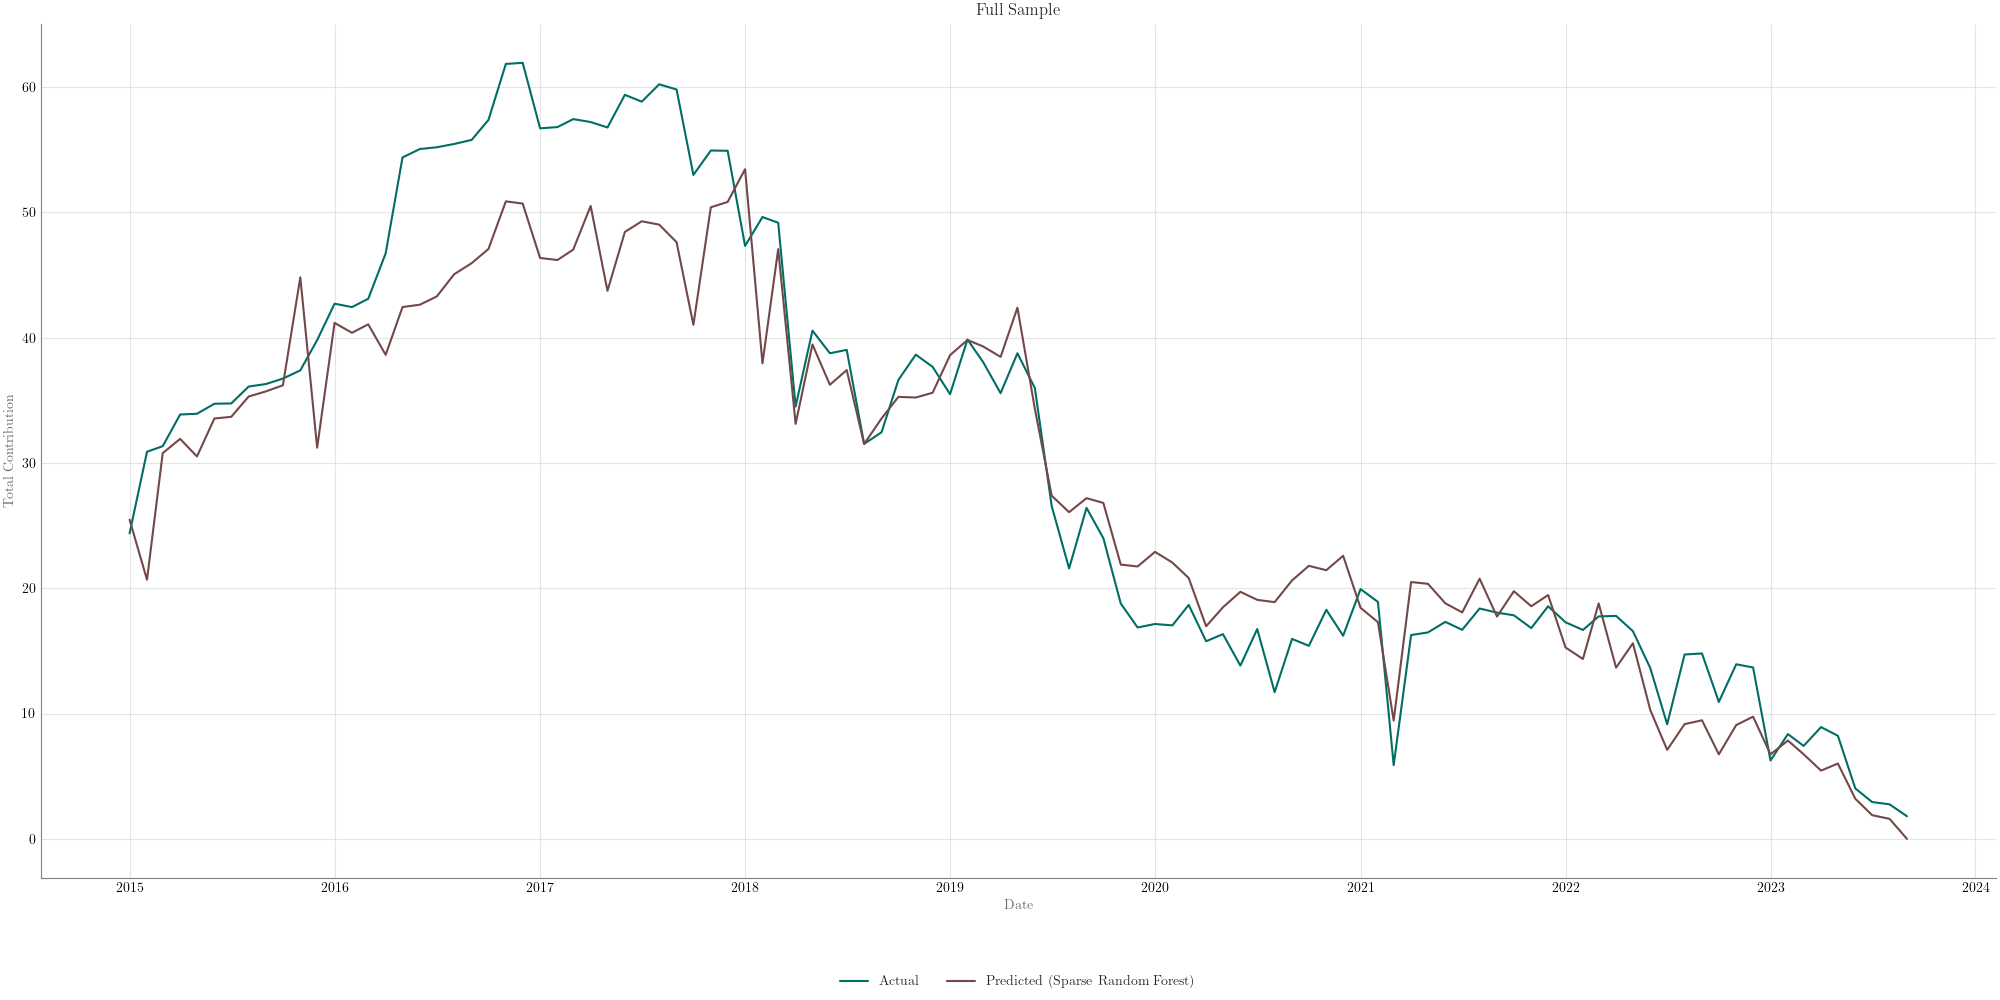 Full Sample
Total Contribution
60
50
40
30
20
10
0
2015 2016 2017 2018 2019 2020 2021 2022 2023 2024
Date
Actual Predicted (Sparse Random Forest)